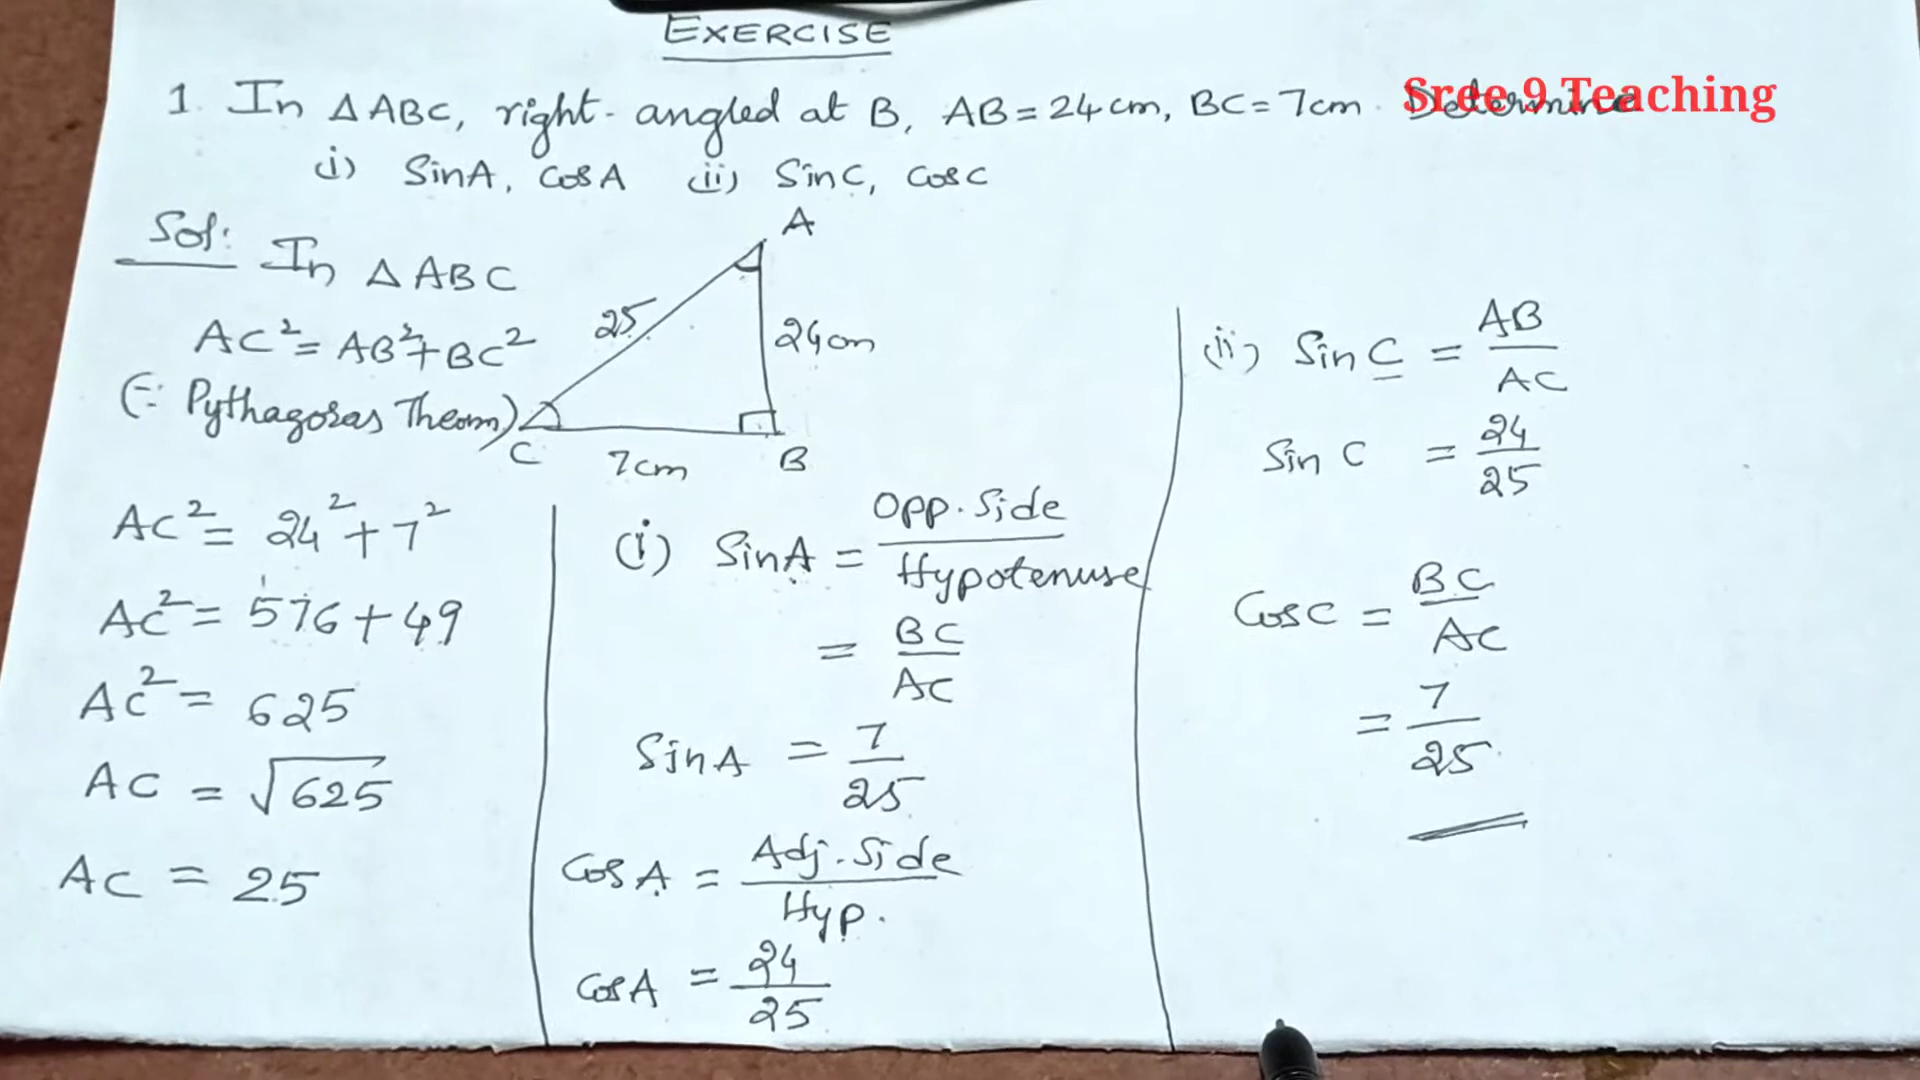 EXERCISE
1. In △ABC, right-angled at B, AB = 24cm, BC = 7cm. Determine
Sree 9 Teaching
(i) SinA, CosA (ii) SinC, CosC
Sol: In △ABC
A
AC² = AB² + BC²
25
24cm
(∵ Pythagoras Theorm)
C
7cm
B
AC² = 24² + 7²
AC² = 576 + 49
AC² = 625
AC = √625
AC = 25
(i) SinA = Opp. Side / Hypotenuse
= BC / AC
SinA = 7 / 25
CosA = Adj. Side / Hyp.
CosA = 24 / 25
(ii) SinC = AB / AC
Sin C = 24 / 25
CosC = BC / AC
= 7 / 25